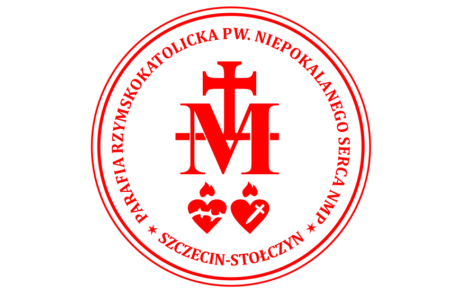 PARAFIA RZYMSKOKATOLICKA PW. NIEPOKALANEGO SERCA NMP
SZCZECIN-STOŁCZYN
M